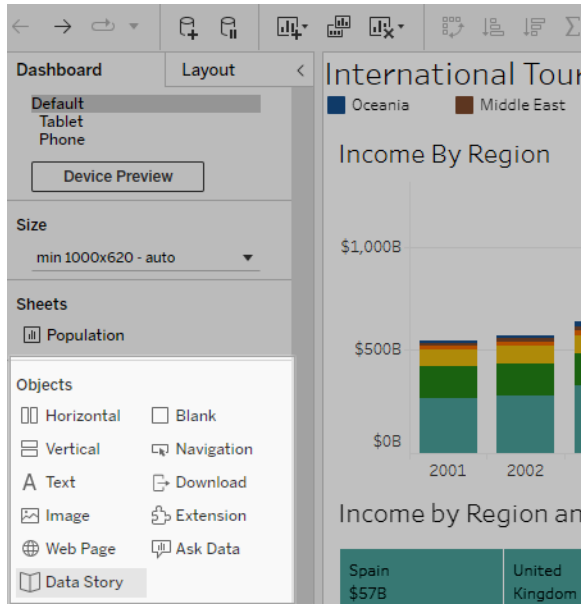 Dashboard Layout
Default
Tablet
Phone
Device Preview
Size
min 1000x620 - auto
Sheets
Population
Objects
Horizontal Blank
Vertical Navigation
Text Download
Image Extension
Web Page Ask Data
Data Story
International Tou
Oceania Middle East
Income By Region
$1,000B
$500B
$0B
2001 2002
Income by Region an
Spain
$57B
United
Kingdom